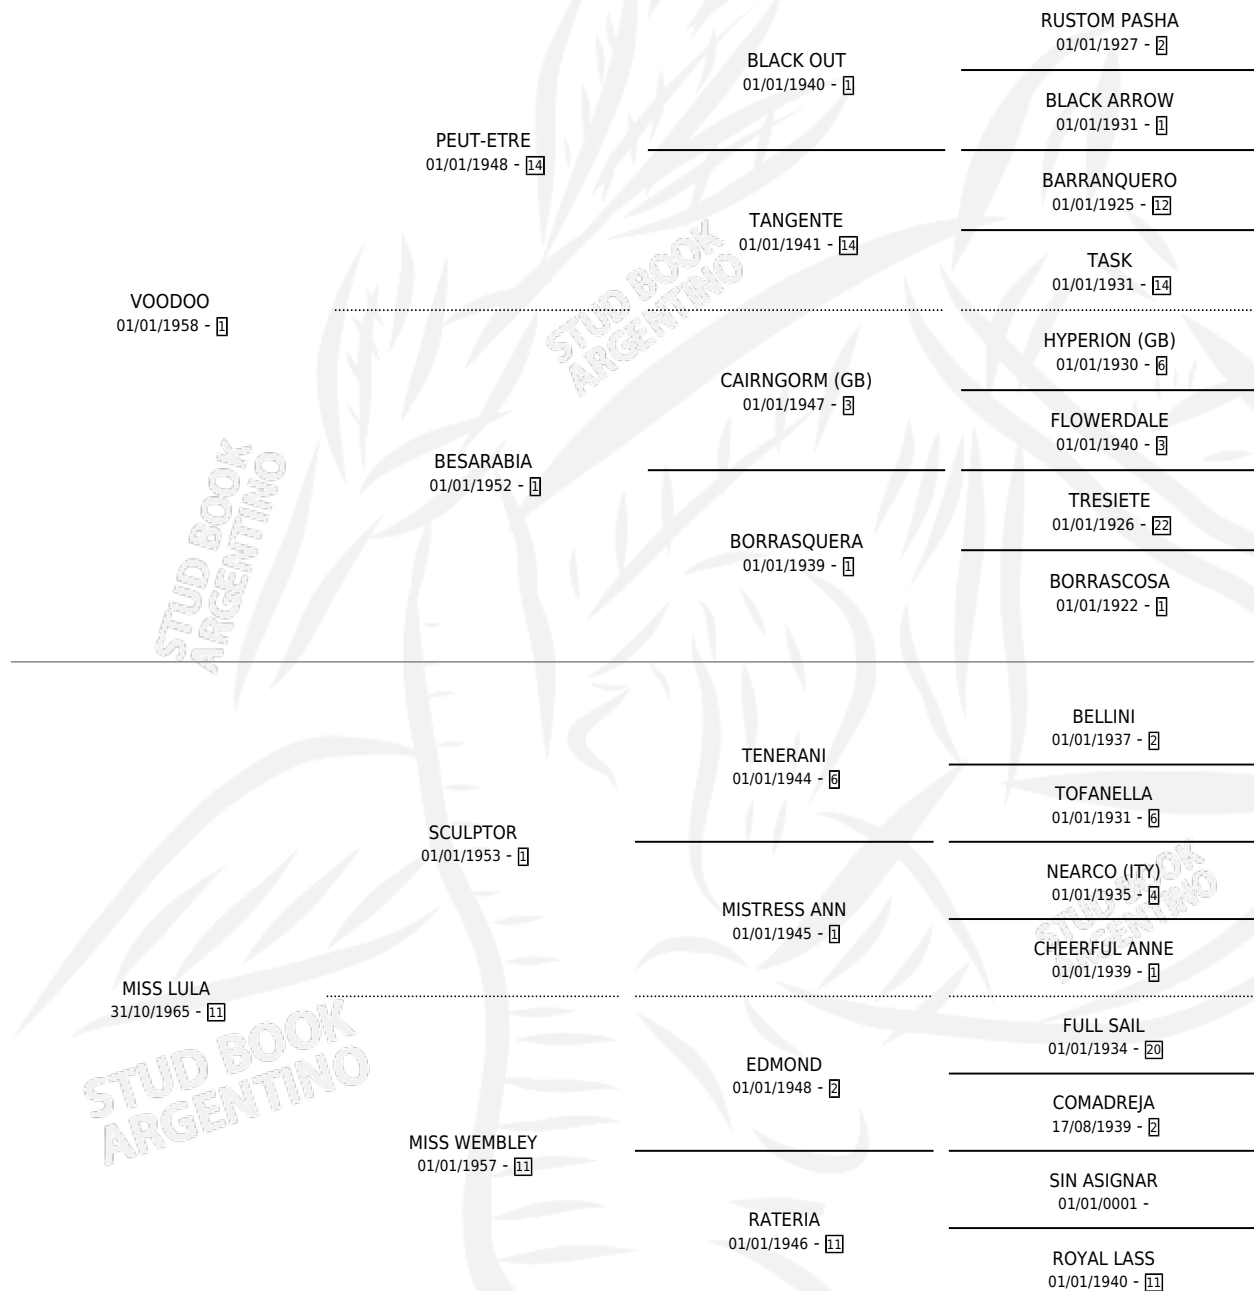 RUSTOM PASHA
01/01/1927 - 2
BLACK OUT
01/01/1940 - 1
BLACK ARROW
01/01/1931 - 1
PEUT-ETRE
01/01/1948 - 14
BARRANQUERO
01/01/1925 - 12
TANGENTE
01/01/1941 - 14
TASK
01/01/1931 - 14
VOODOO
01/01/1958 - 1
HYPERION (GB)
01/01/1930 - 6
CAIRNGORM (GB)
01/01/1947 - 3
FLOWERDALE
01/01/1940 - 3
BESARABIA
01/01/1952 - 1
TRESIETE
01/01/1926 - 22
BORRASQUERA
01/01/1939 - 1
BORRASCOSA
01/01/1922 - 1
BELLINI
01/01/1937 - 2
TENERANI
01/01/1944 - 6
TOFANELLA
01/01/1931 - 6
SCULPTOR
01/01/1953 - 1
NEARCO (ITY)
01/01/1935 - 4
MISTRESS ANN
01/01/1945 - 1
CHEERFUL ANNE
01/01/1939 - 1
MISS LULA
31/10/1965 - 11
FULL SAIL
01/01/1934 - 20
EDMOND
01/01/1948 - 2
COMADREJA
17/08/1939 - 2
MISS WEMBLEY
01/01/1957 - 11
SIN ASIGNAR
01/01/0001 -
RATERIA
01/01/1946 - 11
ROYAL LASS
01/01/1940 - 11
STUD BOOK
ARGENTINO
STUD BOOK
ARGENTINO
STUD BOOK
ARGENTINO
STUD BOOK
ARGENTINO